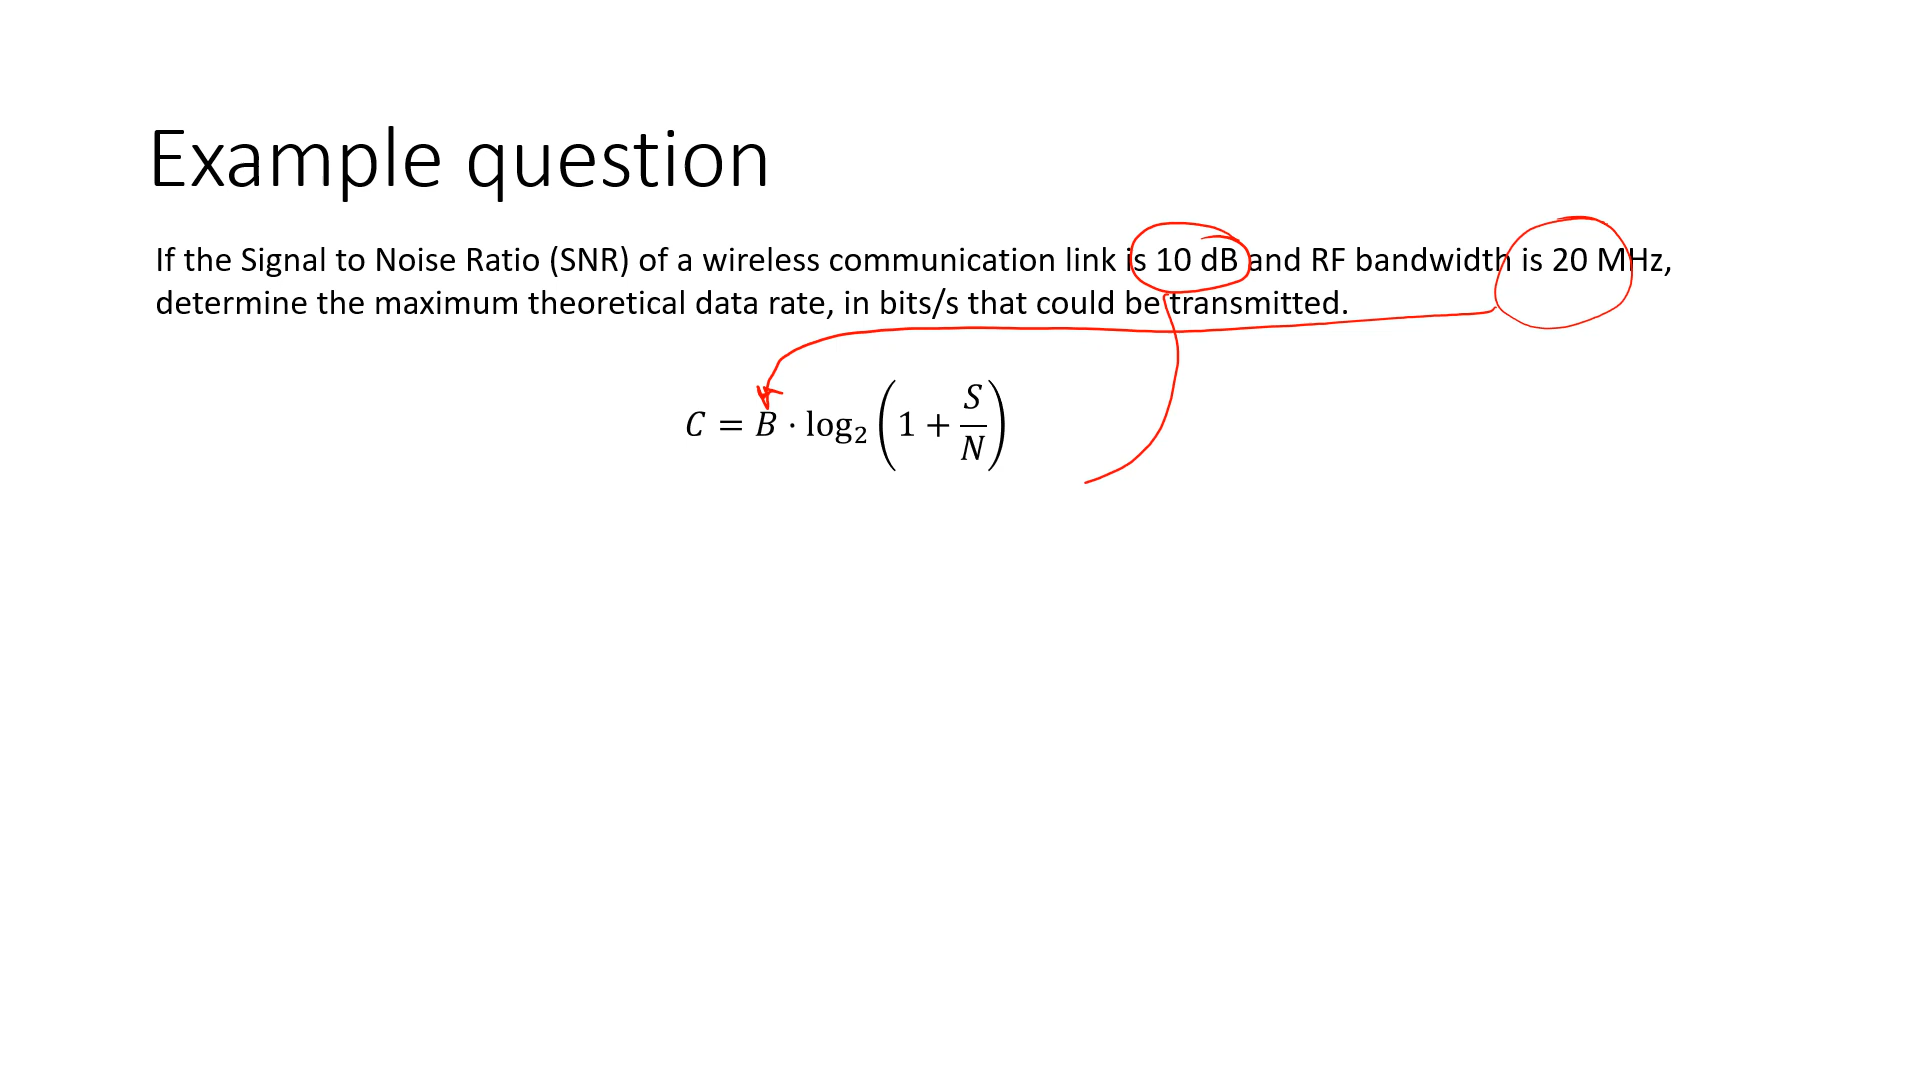 Example question
If the Signal to Noise Ratio (SNR) of a wireless communication link is 10 dB and RF bandwidth is 20 MHz,
determine the maximum theoretical data rate, in bits/s that could be transmitted.
C = B · log₂ (1 + S/N)